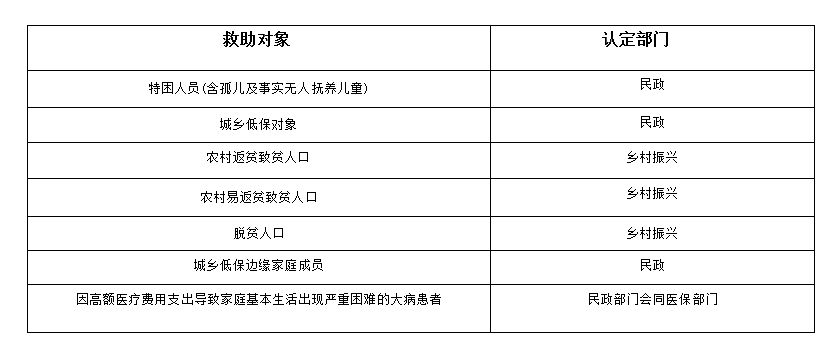 救助对象 认定部门
特困人员(含孤儿及事实无人抚养儿童) 民政
城乡低保对象 民政
农村返贫致贫人口 乡村振兴
农村易返贫致贫人口 乡村振兴
脱贫人口 乡村振兴
城乡低保边缘家庭成员 民政
因高额医疗费用支出导致家庭基本生活出现严重困难的大病患者 民政部门会同医保部门